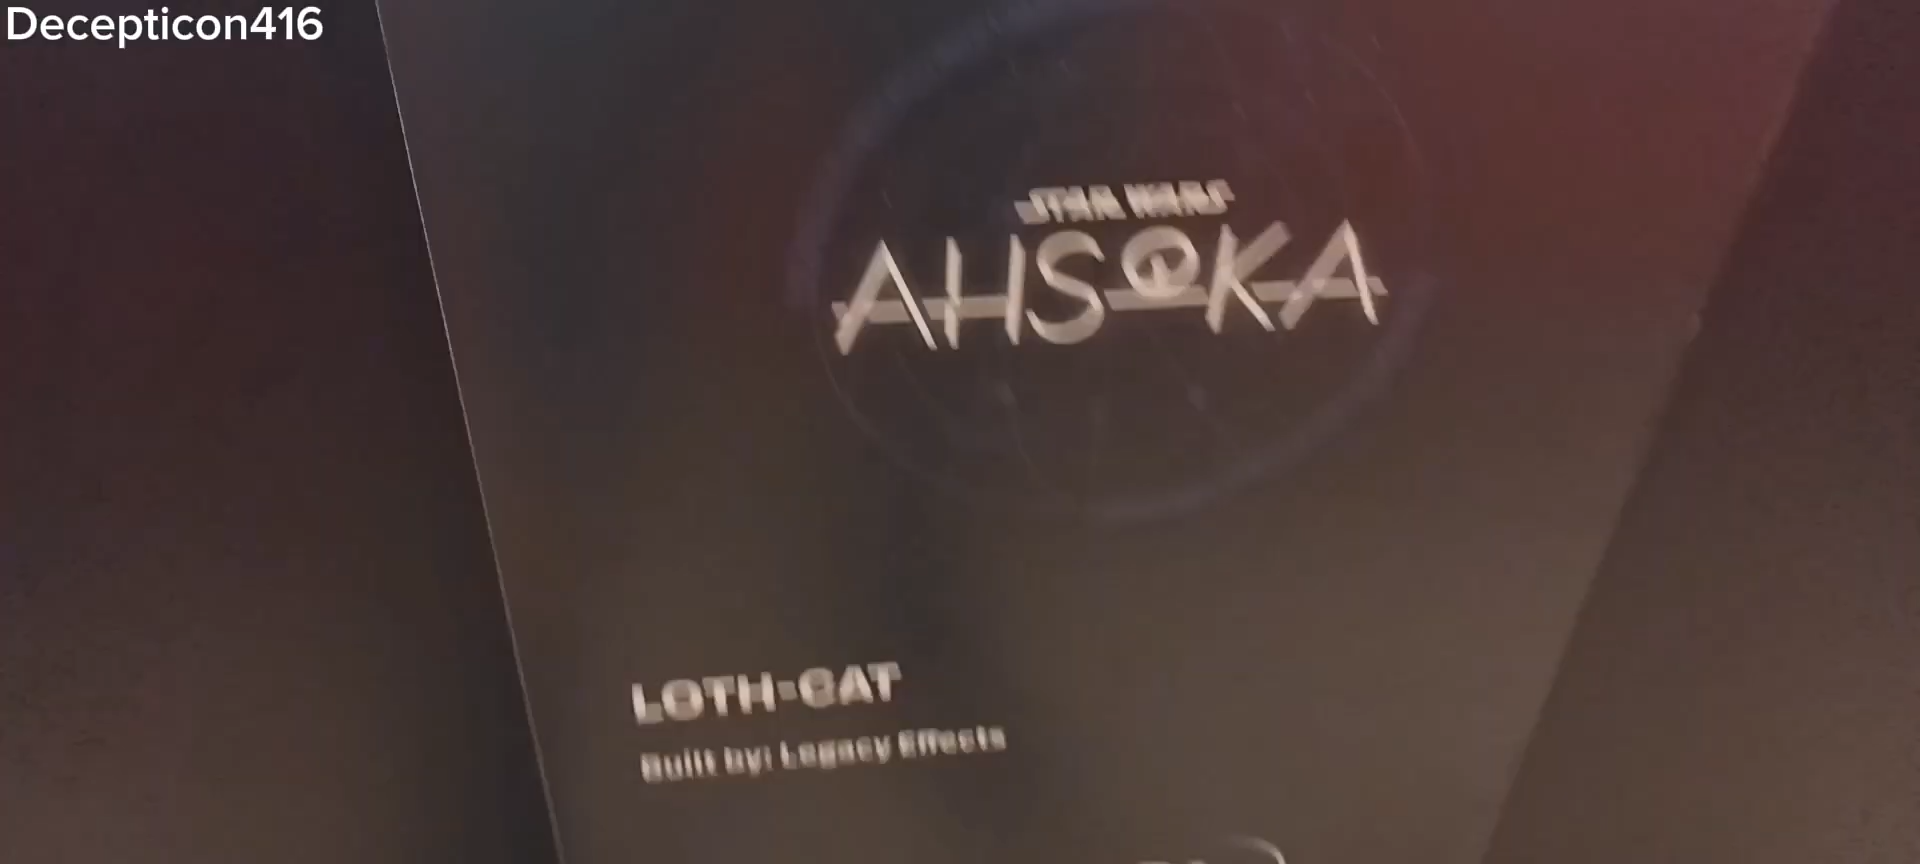 Decepticon416
STAR WARS
AHSOKA
LOTH-CAT
Built by: Legacy Effects